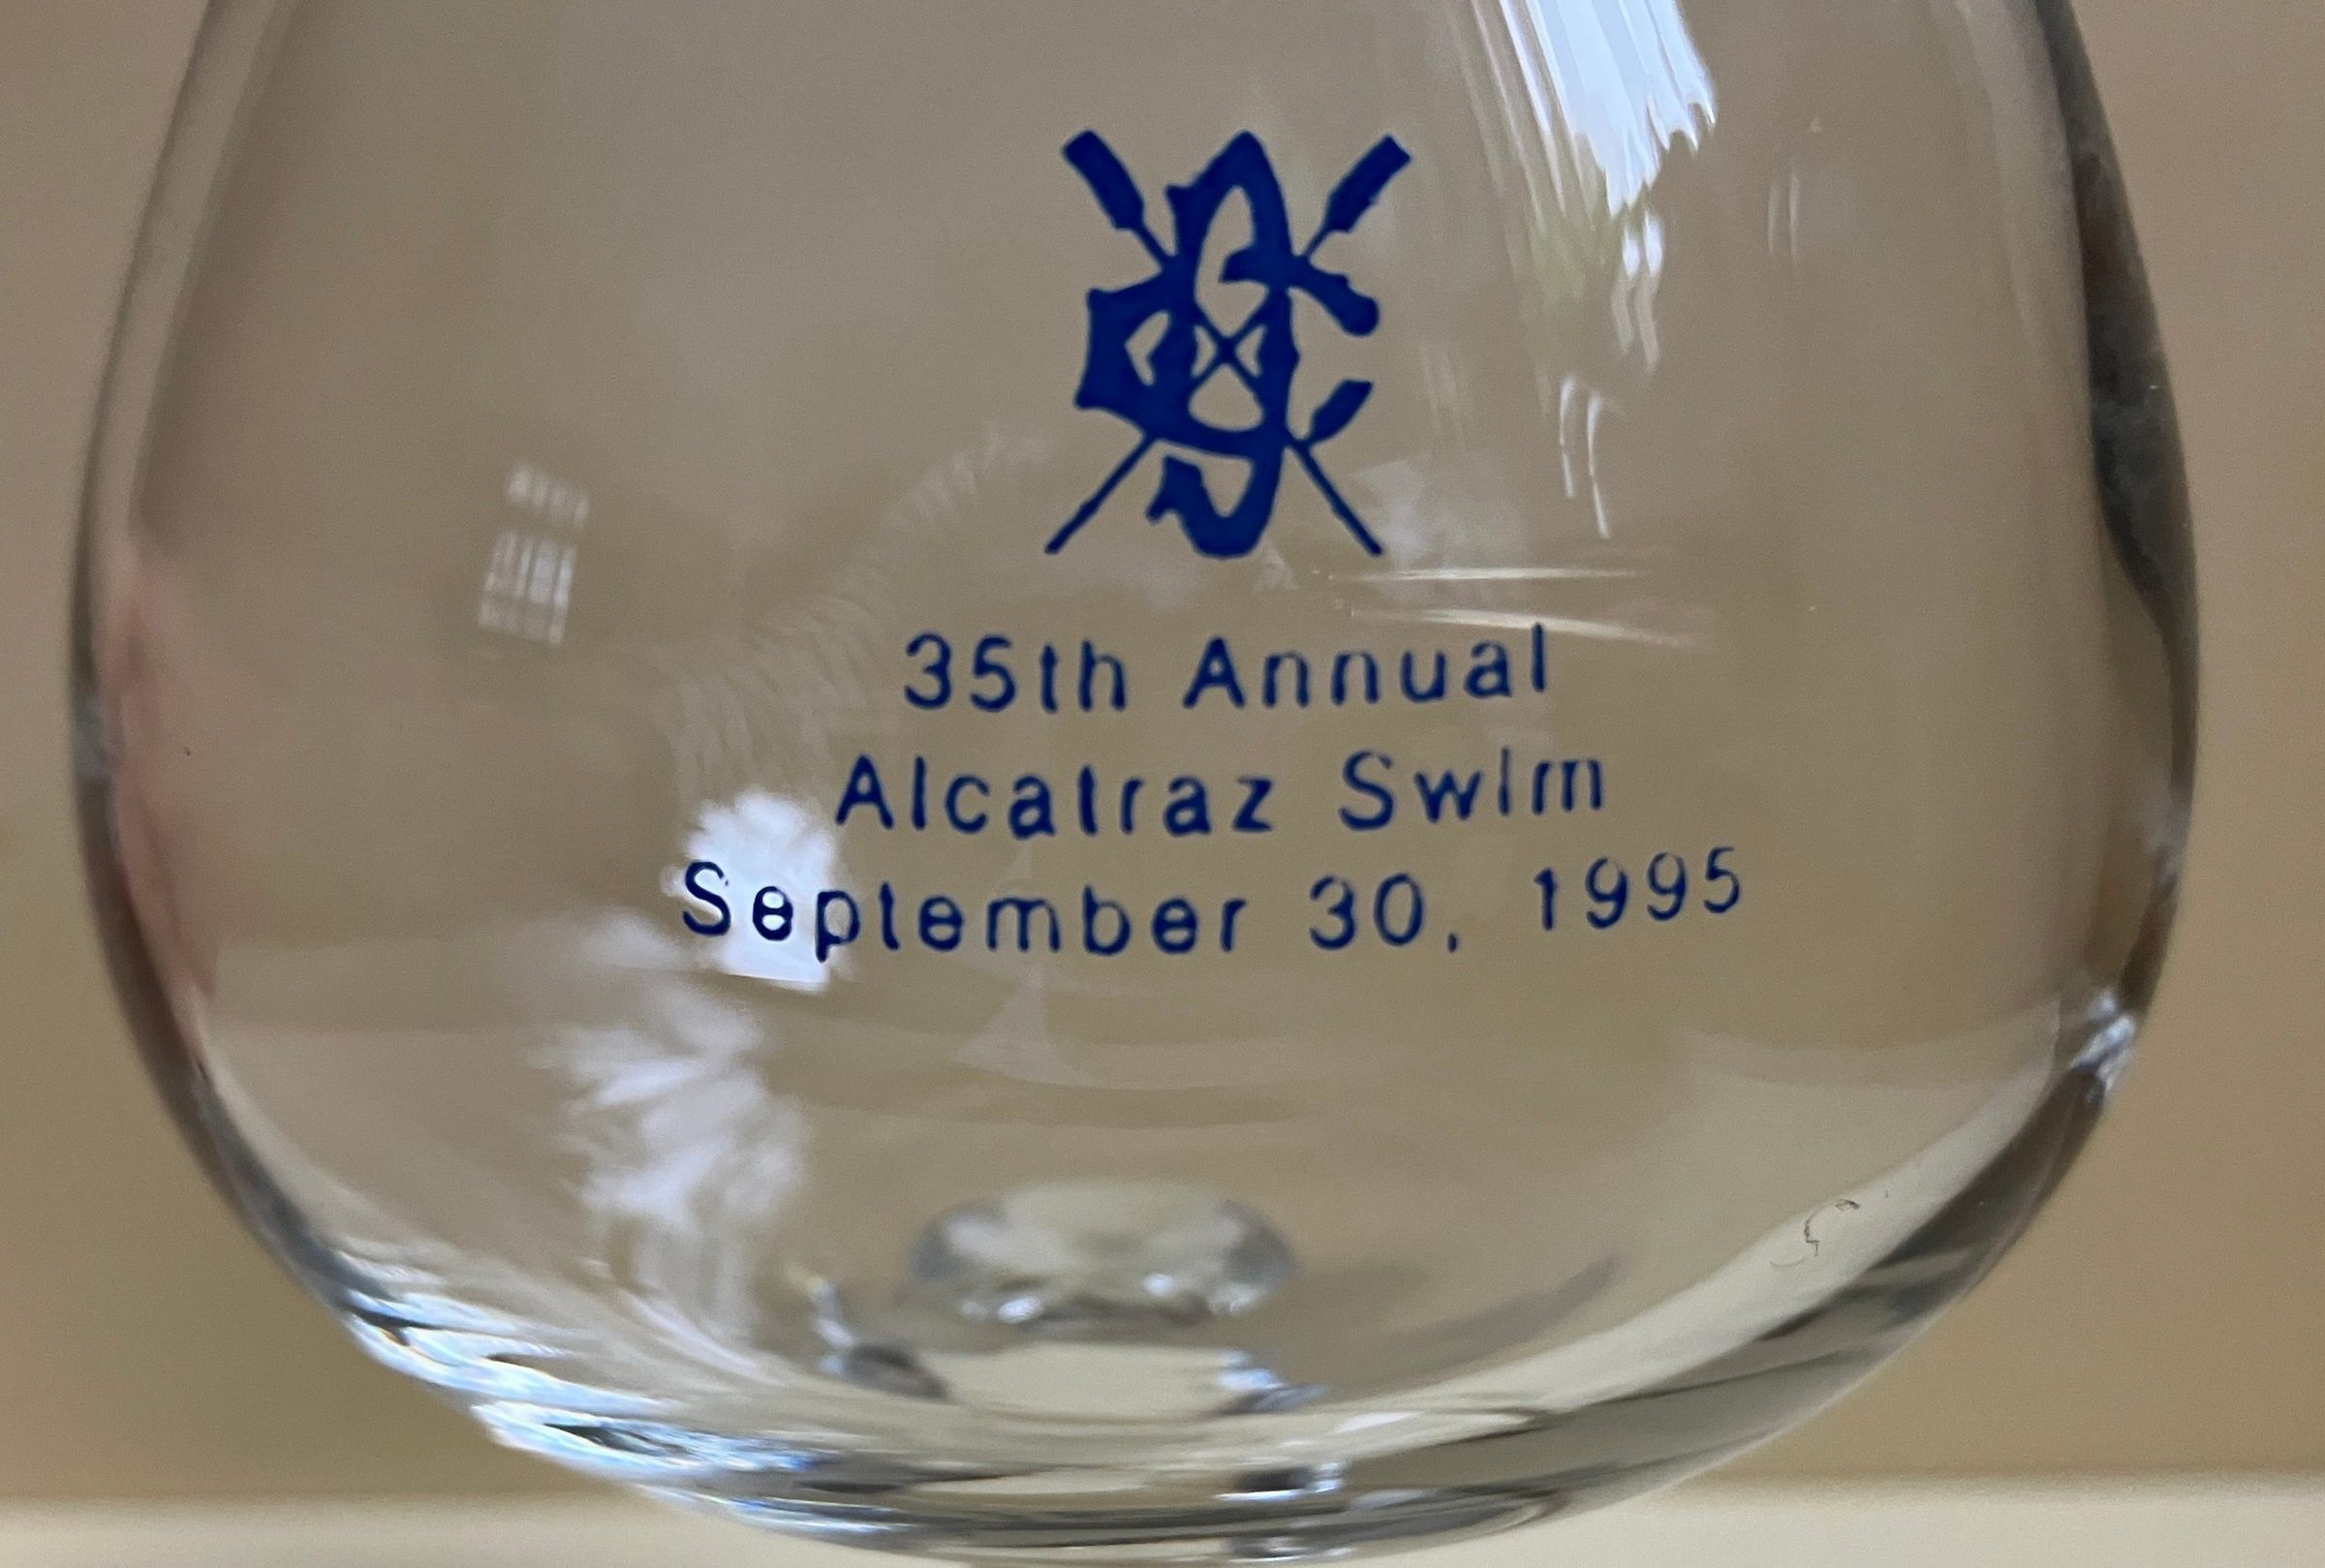 35th Annual
Alcatraz Swim
September 30, 1995